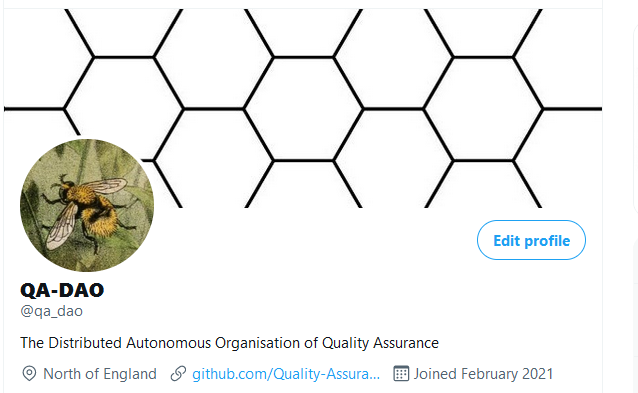 Edit profile
QA-DAO
@qa_dao
The Distributed Autonomous Organisation of Quality Assurance
North of England github.com/Quality-Assura... Joined February 2021